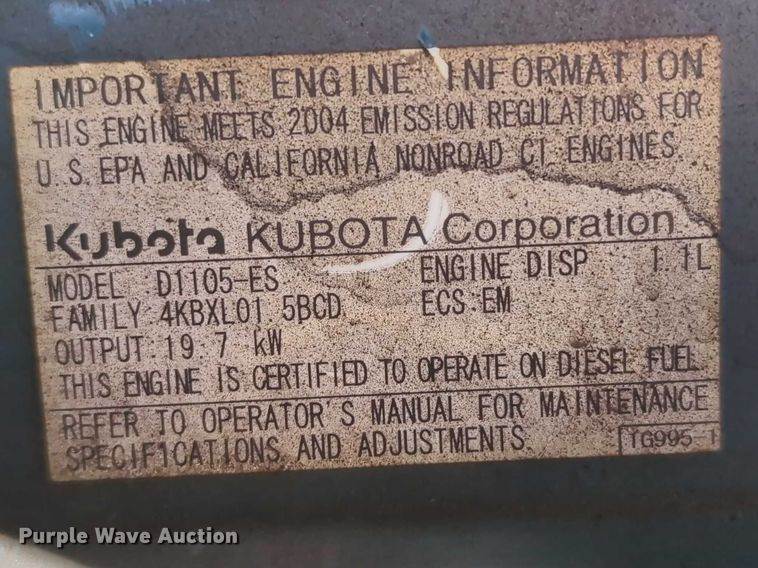 IMPORTANT ENGINE INFORMATION
THIS ENGINE MEETS 2004 EMISSION REGULATIONS FOR
U.S. EPA AND CALIFORNIA NONROAD CI ENGINES.
Kubota KUBOTA Corporation
MODEL D1105-ES ENGINE DISP 1.1L
FAMILY 4KBXL01.5BCD ECS:EM
OUTPUT:19.7 kW
THIS ENGINE IS CERTIFIED TO OPERATE ON DIESEL FUEL
REFER TO OPERATOR'S MANUAL FOR MAINTENANCE
SPECIFICATIONS AND ADJUSTMENTS.
1G995-1
Purple Wave Auction